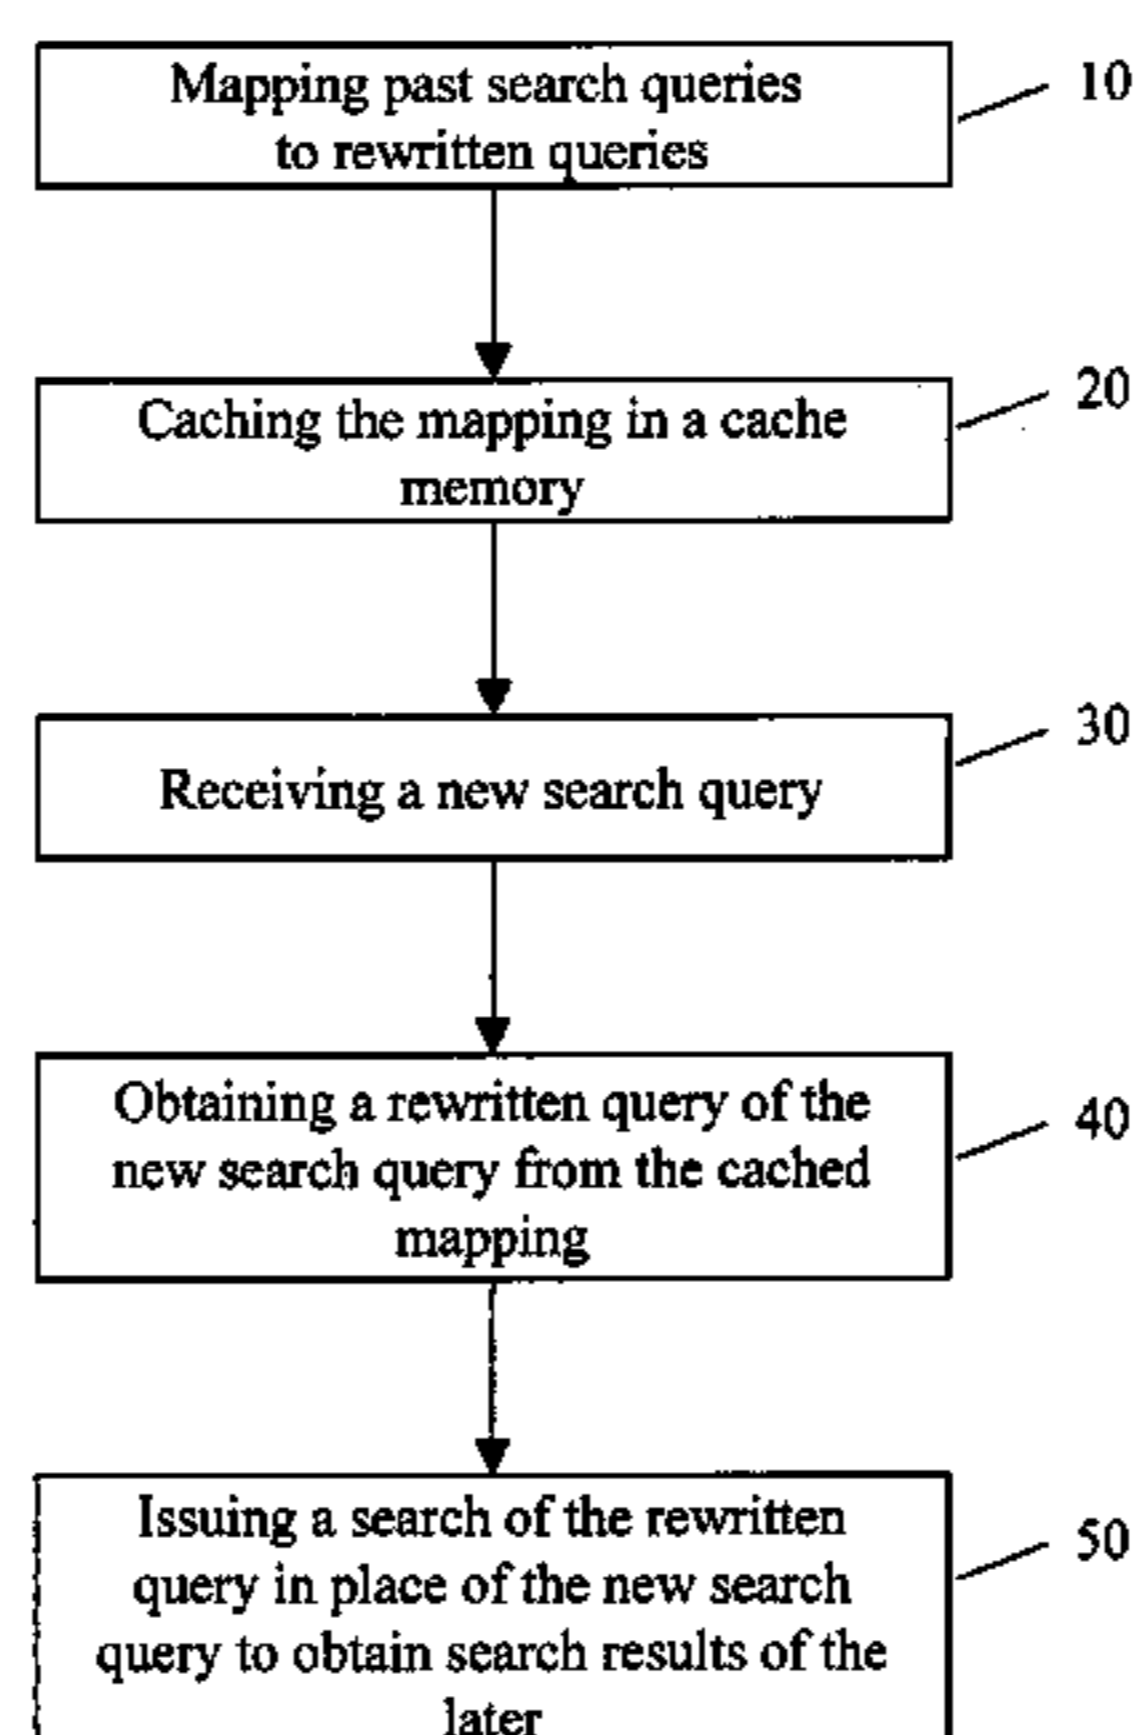 Mapping past search queries
to rewritten queries
10
Caching the mapping in a cache
memory
20
Receiving a new search query
30
Obtaining a rewritten query of the
new search query from the cached
mapping
40
Issuing a search of the rewritten
query in place of the new search
query to obtain search results of the
later
50